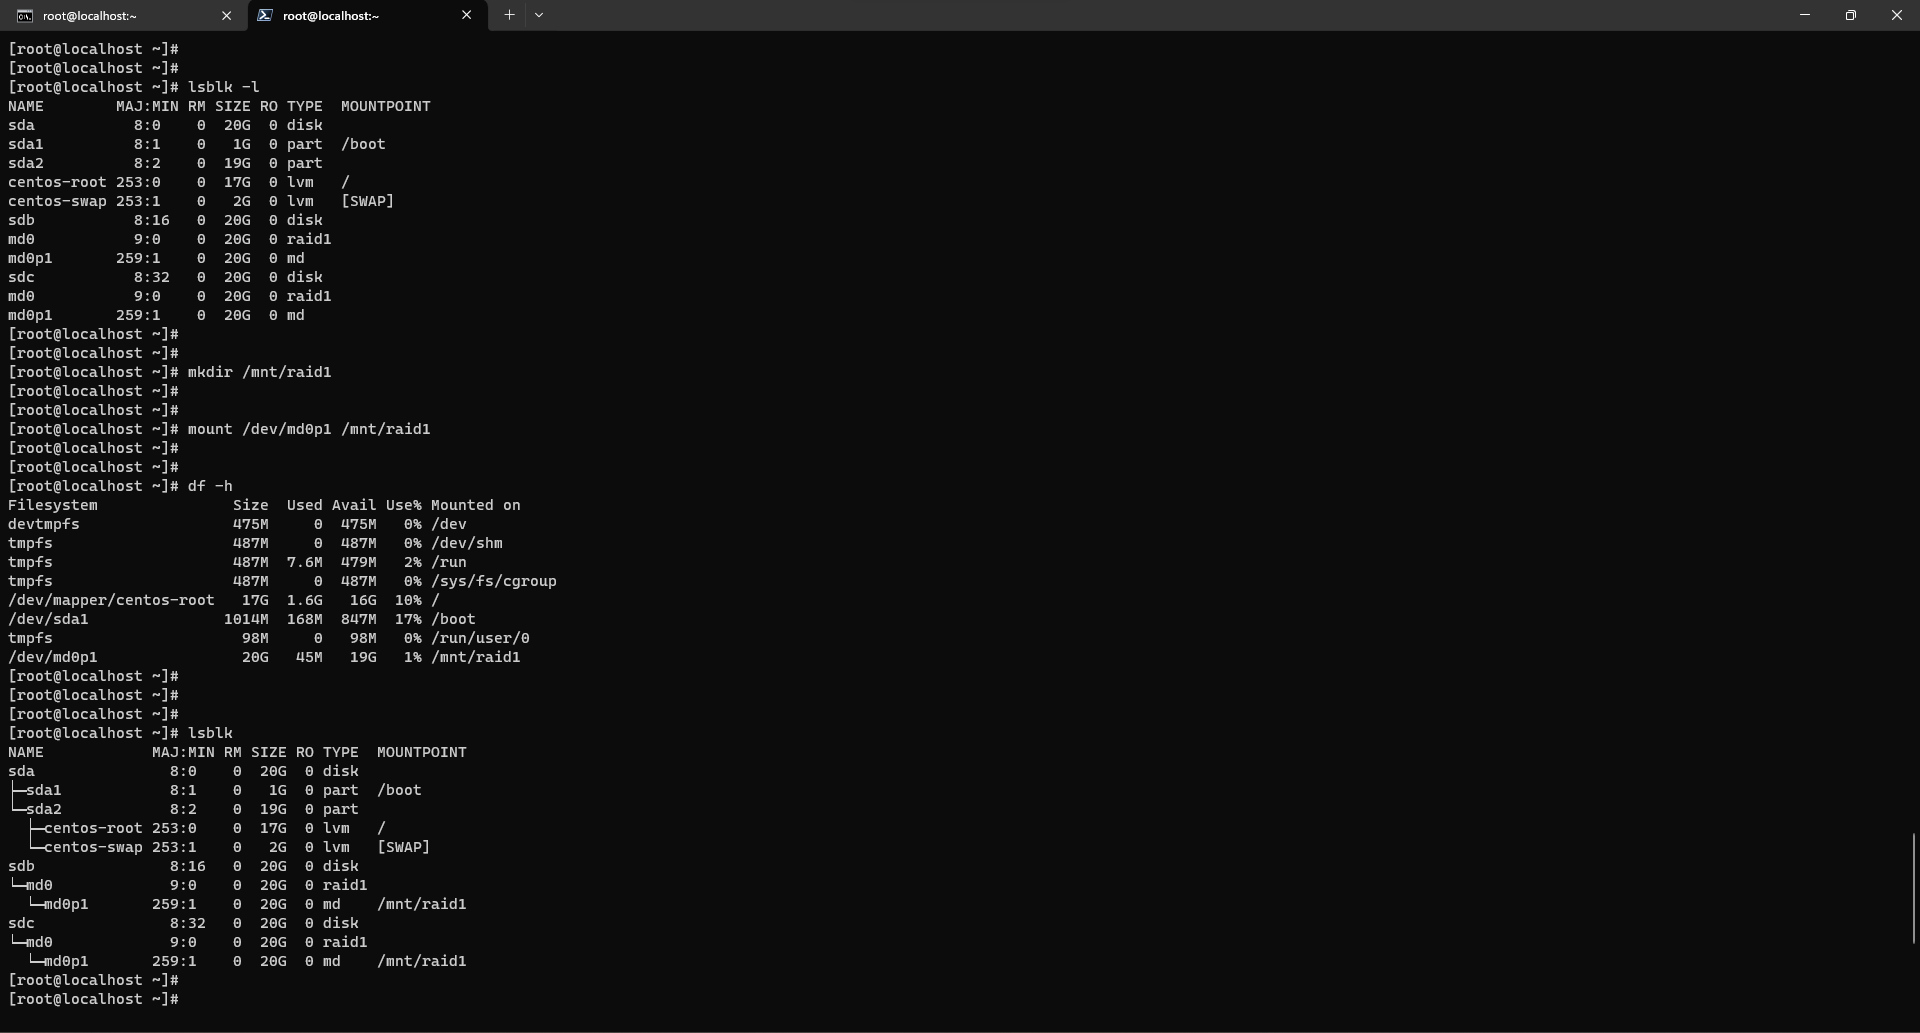 root@localhost:~
root@localhost:~
[root@localhost ~]#
[root@localhost ~]#
[root@localhost ~]# lsblk -l
NAME        MAJ:MIN RM SIZE RO TYPE  MOUNTPOINT
sda           8:0    0  20G  0 disk
sda1          8:1    0   1G  0 part  /boot
sda2          8:2    0  19G  0 part
centos-root 253:0    0  17G  0 lvm   /
centos-swap 253:1    0   2G  0 lvm   [SWAP]
sdb           8:16   0  20G  0 disk
md0           9:0    0  20G  0 raid1
md0p1       259:1    0  20G  0 md
sdc           8:32   0  20G  0 disk
md0           9:0    0  20G  0 raid1
md0p1       259:1    0  20G  0 md
[root@localhost ~]#
[root@localhost ~]#
[root@localhost ~]# mkdir /mnt/raid1
[root@localhost ~]#
[root@localhost ~]#
[root@localhost ~]# mount /dev/md0p1 /mnt/raid1
[root@localhost ~]#
[root@localhost ~]#
[root@localhost ~]# df -h
Filesystem               Size  Used Avail Use% Mounted on
devtmpfs                 475M     0  475M   0% /dev
tmpfs                    487M     0  487M   0% /dev/shm
tmpfs                    487M  7.6M  479M   2% /run
tmpfs                    487M     0  487M   0% /sys/fs/cgroup
/dev/mapper/centos-root   17G  1.6G   16G  10% /
/dev/sda1               1014M  168M  847M  17% /boot
tmpfs                     98M     0   98M   0% /run/user/0
/dev/md0p1                20G   45M   19G   1% /mnt/raid1
[root@localhost ~]#
[root@localhost ~]#
[root@localhost ~]#
[root@localhost ~]# lsblk
NAME            MAJ:MIN RM SIZE RO TYPE  MOUNTPOINT
sda               8:0    0  20G  0 disk
├─sda1            8:1    0   1G  0 part  /boot
└─sda2            8:2    0  19G  0 part
  ├─centos-root 253:0    0  17G  0 lvm   /
  └─centos-swap 253:1    0   2G  0 lvm   [SWAP]
sdb               8:16   0  20G  0 disk
└─md0             9:0    0  20G  0 raid1
  └─md0p1       259:1    0  20G  0 md    /mnt/raid1
sdc               8:32   0  20G  0 disk
└─md0             9:0    0  20G  0 raid1
  └─md0p1       259:1    0  20G  0 md    /mnt/raid1
[root@localhost ~]#
[root@localhost ~]#